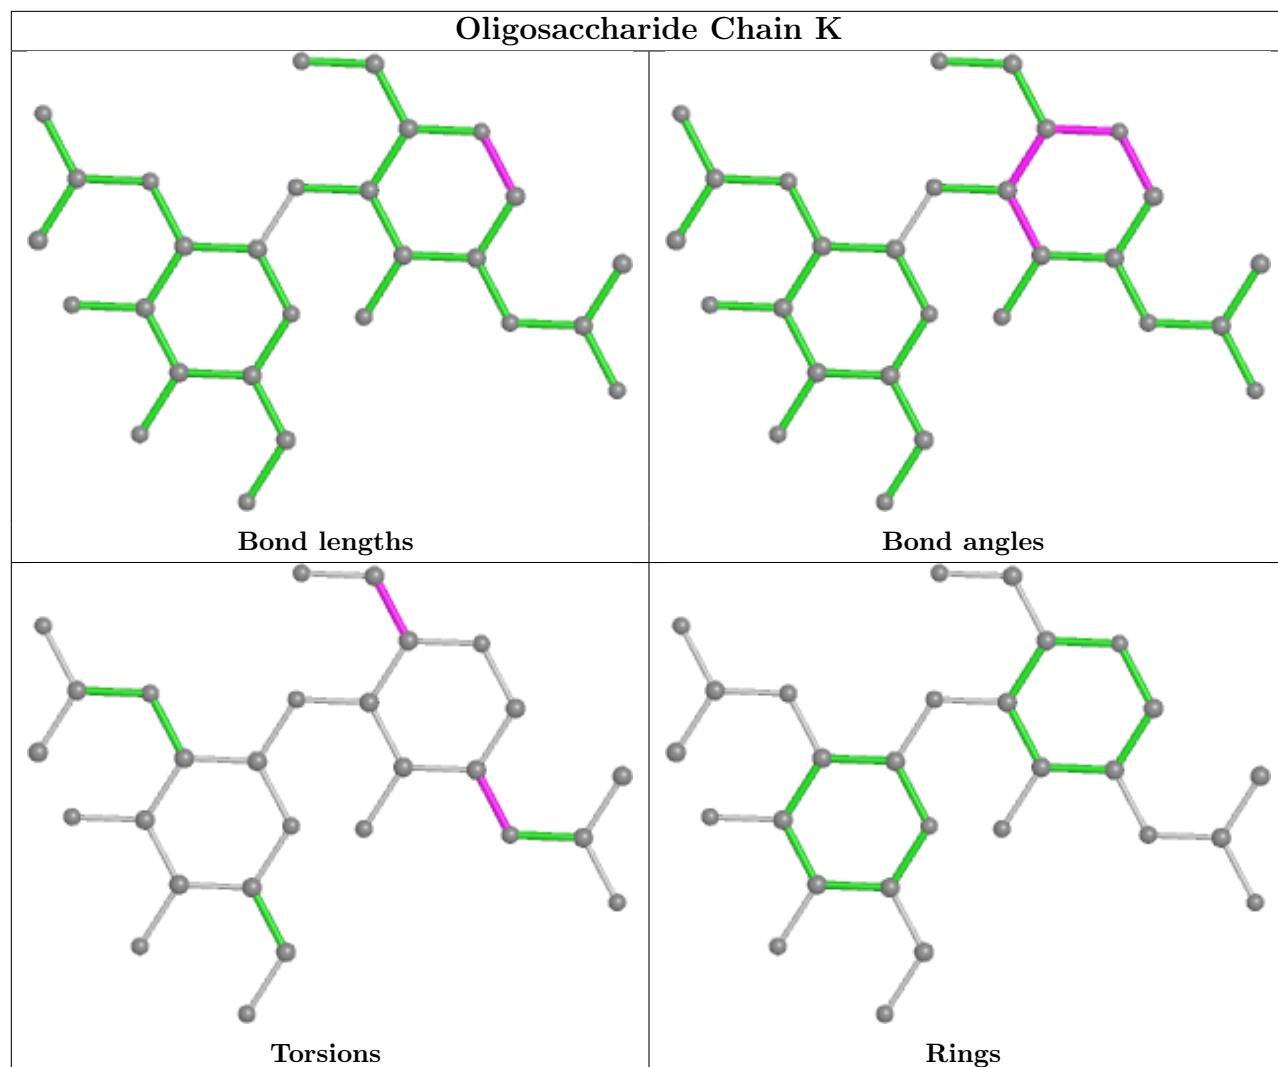 Oligosaccharide Chain K
Bond lengths
Bond angles
Torsions
Rings